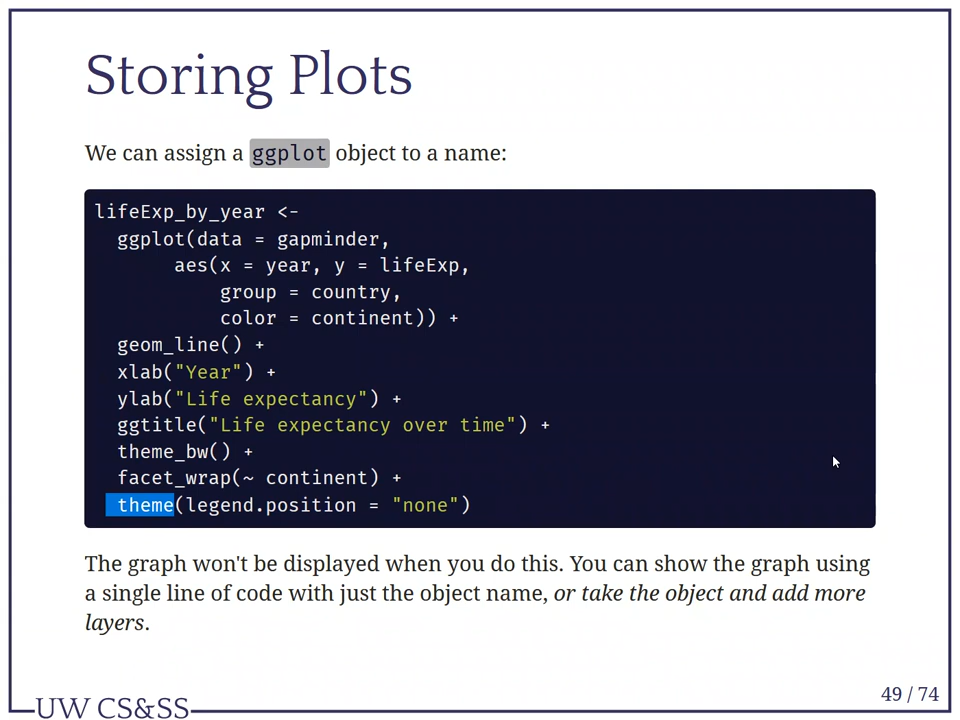 Storing Plots
We can assign a ggplot object to a name:
lifeExp_by_year <-
  ggplot(data = gapminder,
       aes(x = year, y = lifeExp,
           group = country,
           color = continent)) +
  geom_line() +
  xlab("Year") +
  ylab("Life expectancy") +
  ggtitle("Life expectancy over time") +
  theme_bw() +
  facet_wrap(~ continent) +
  theme(legend.position = "none")
The graph won't be displayed when you do this. You can show the graph using
a single line of code with just the object name, or take the object and add more
layers.
49 / 74
UW CS&SS